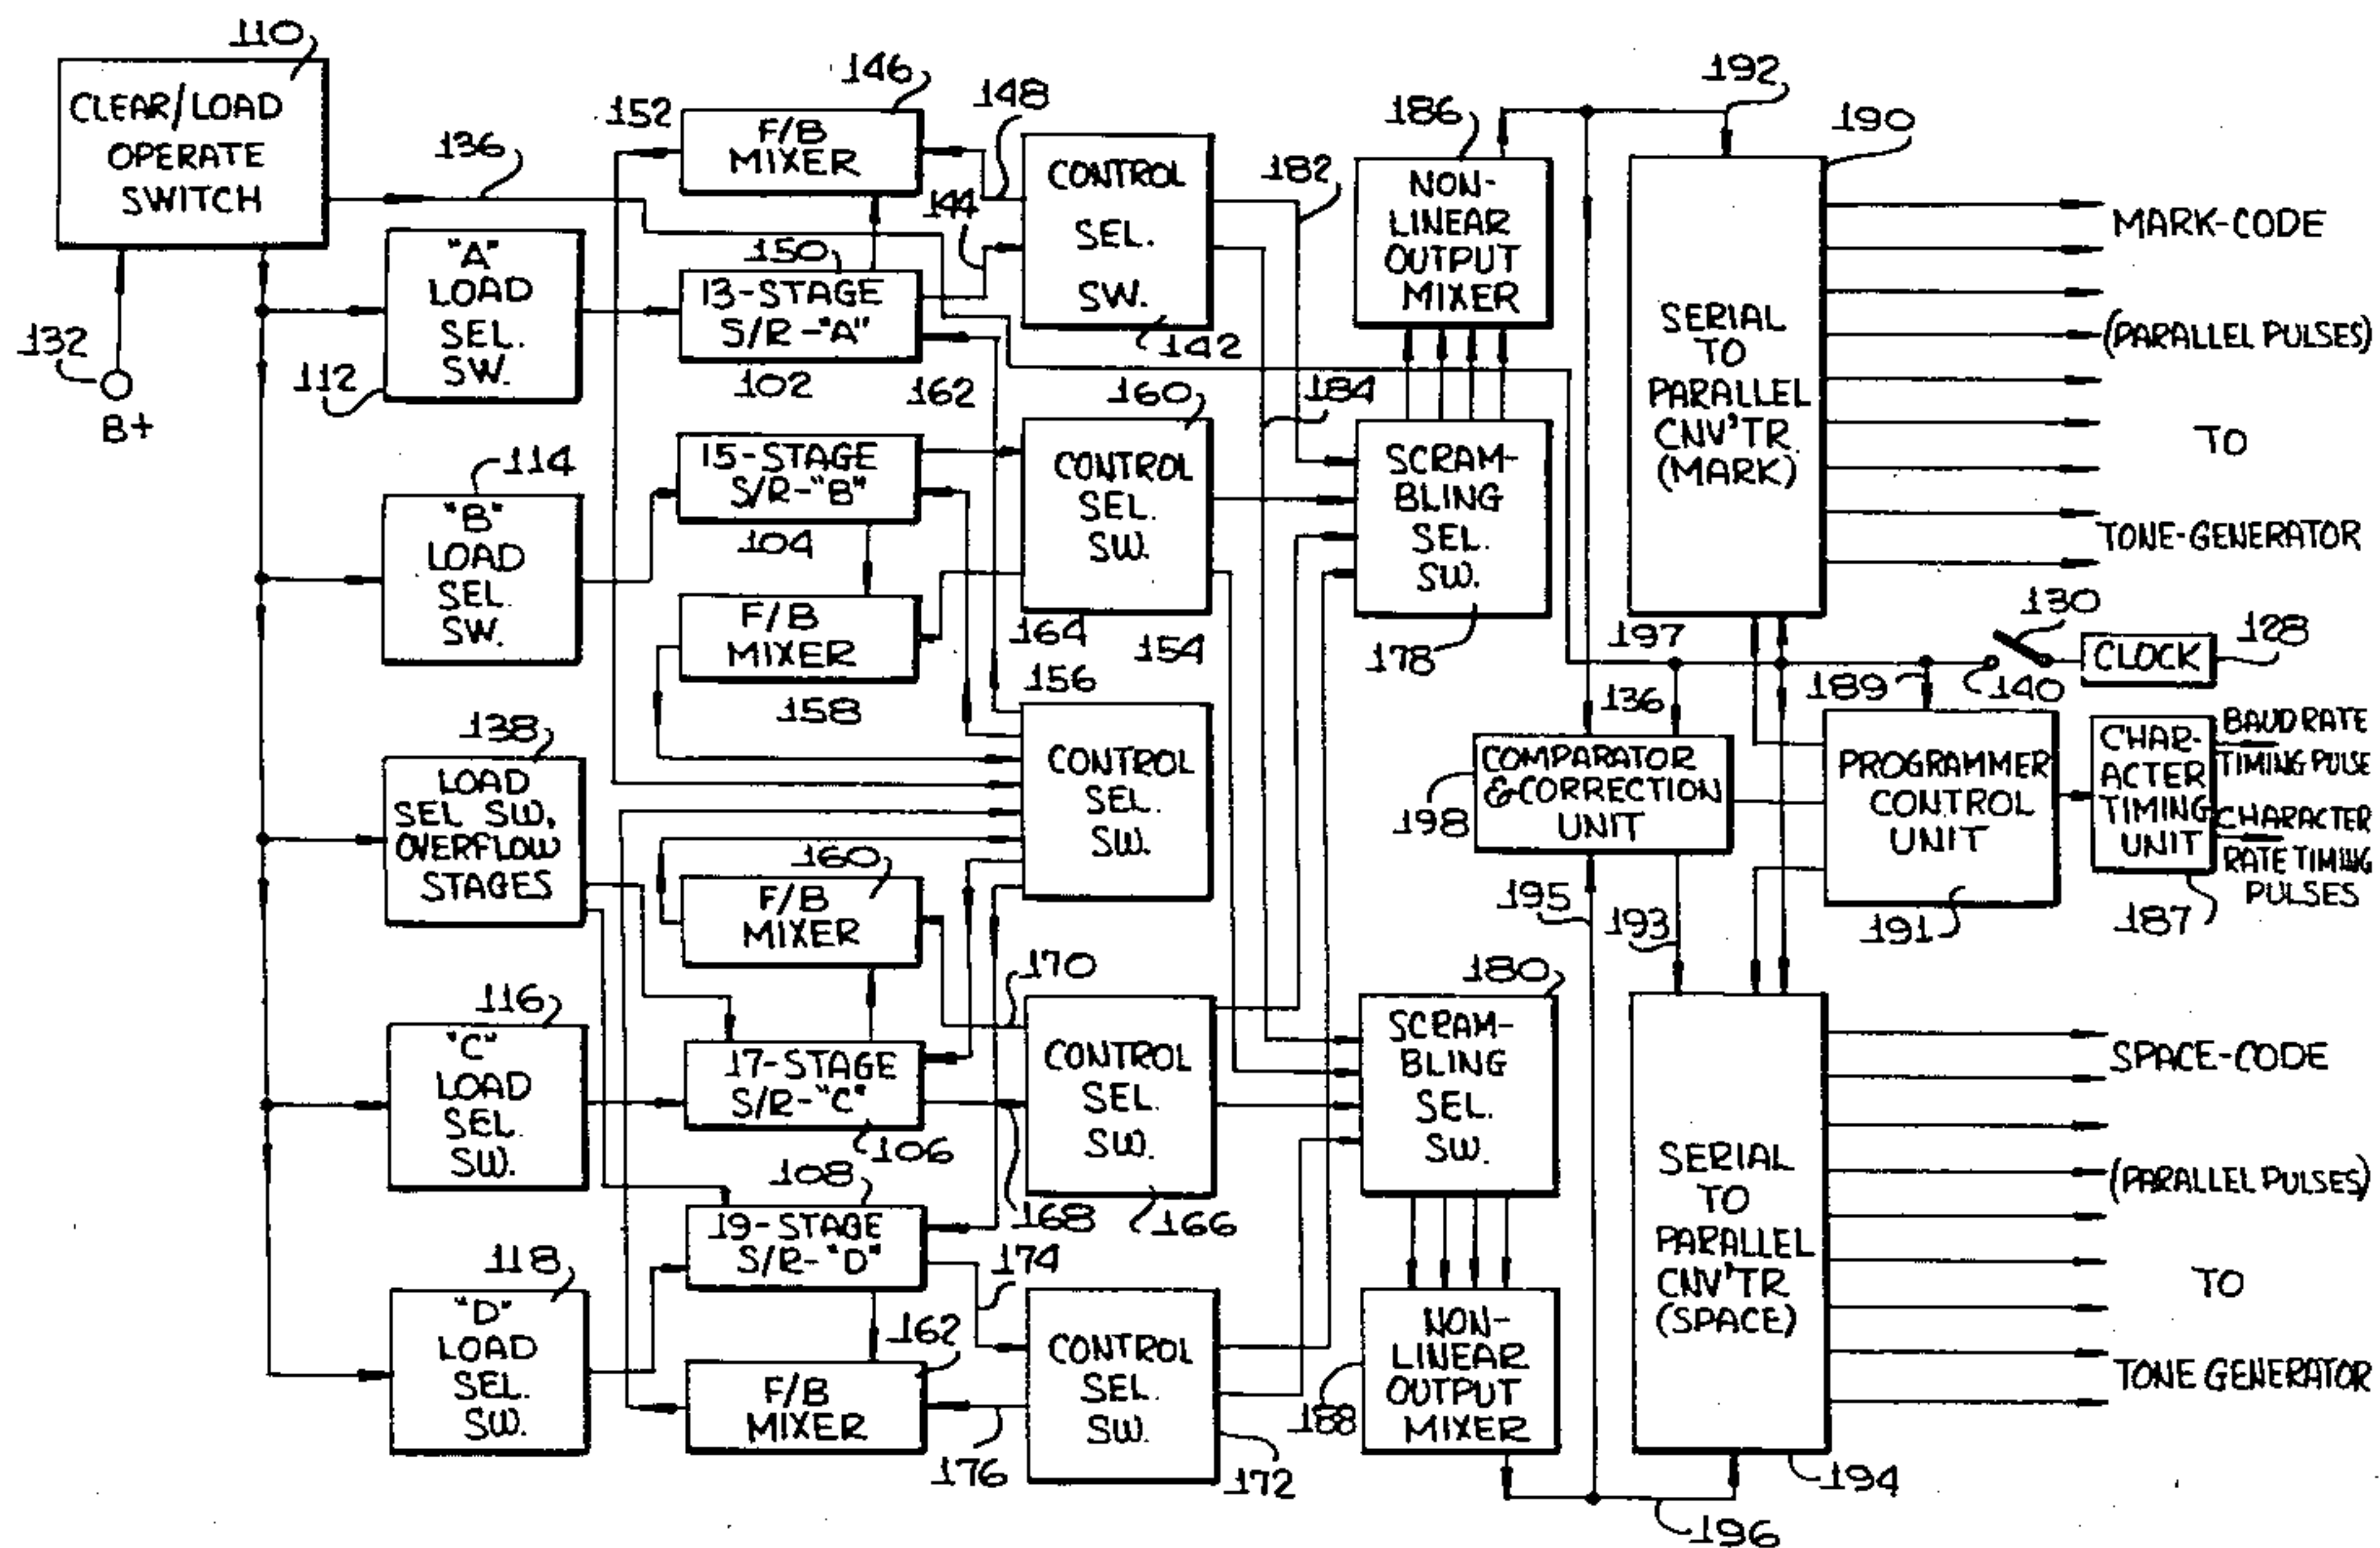 110
CLEAR/LOAD
OPERATE
SWITCH
132
B+
136
"A"
LOAD
SEL.
SW.
112
114
"B"
LOAD
SEL.
SW.
138
LOAD
SEL SW,
OVERFLOW
STAGES
116
"C"
LOAD
SEL.
SW.
118
"D"
LOAD
SEL.
SW.
152
146
F/B
MIXER
148
144
150
13-STAGE
S/R-"A"
102
162
15-STAGE
S/R-"B"
104
F/B
MIXER
158
160
F/B
MIXER
170
17-STAGE
S/R-"C"
106
168
108
19-STAGE
S/R-"D"
174
162
F/B
MIXER
176
CONTROL
SEL.
SW.
142
160
CONTROL
SEL.
SW.
164
154
156
CONTROL
SEL.
SW.
CONTROL
SEL.
SW.
166
CONTROL
SEL.
SW.
172
182
184
186
NON-
LINEAR
OUTPUT
MIXER
SCRAM-
BLING
SEL.
SW.
178
180
SCRAM-
BLING
SEL.
SW.
NON-
LINEAR
OUTPUT
MIXER
188
192
190
SERIAL
TO
PARALLEL
CNV'TR.
(MARK)
MARK-CODE
(PARALLEL PULSES)
TO
TONE-GENERATOR
197
130
CLOCK
128
140
189
136
COMPARATOR
&CORRECTION
UNIT
198
195
193
PROGRAMMER
CONTROL
UNIT
191
CHAR-
ACTER
TIMING
UNIT
187
BAUD RATE
TIMING PULSE
CHARACTER
RATE TIMING
PULSES
SERIAL
TO
PARALLEL
CNV'TR
(SPACE)
194
196
SPACE-CODE
(PARALLEL PULSES)
TO
TONE GENERATOR